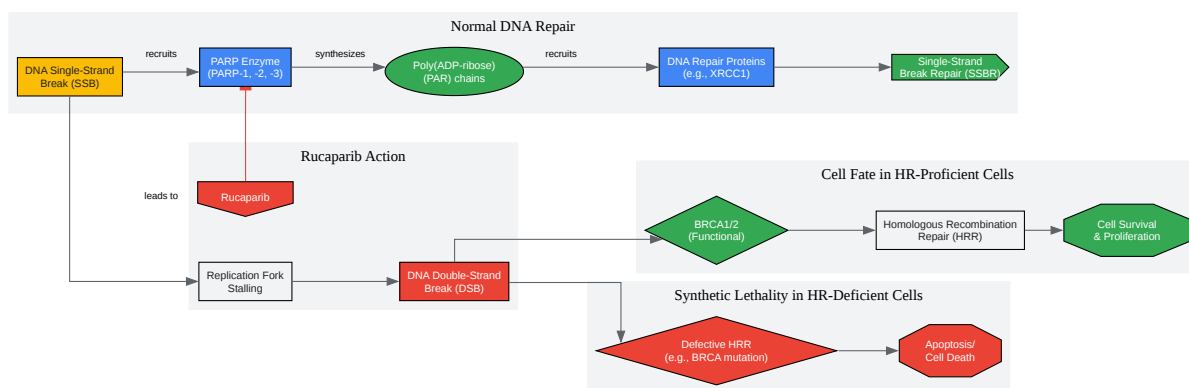 Normal DNA Repair
DNA Single-Strand
Break (SSB)
recruits
PARP Enzyme
(PARP-1, -2, -3)
synthesizes
Poly(ADP-ribose)
(PAR) chains
recruits
DNA Repair Proteins
(e.g., XRCC1)
Single-Strand
Break Repair (SSBR)
Rucaparib Action
Rucaparib
leads to
Replication Fork
Stalling
DNA Double-Strand
Break (DSB)
Cell Fate in HR-Proficient Cells
BRCA1/2
(Functional)
Homologous Recombination
Repair (HRR)
Cell Survival
& Proliferation
Synthetic Lethality in HR-Deficient Cells
Defective HRR
(e.g., BRCA mutation)
Apoptosis/
Cell Death